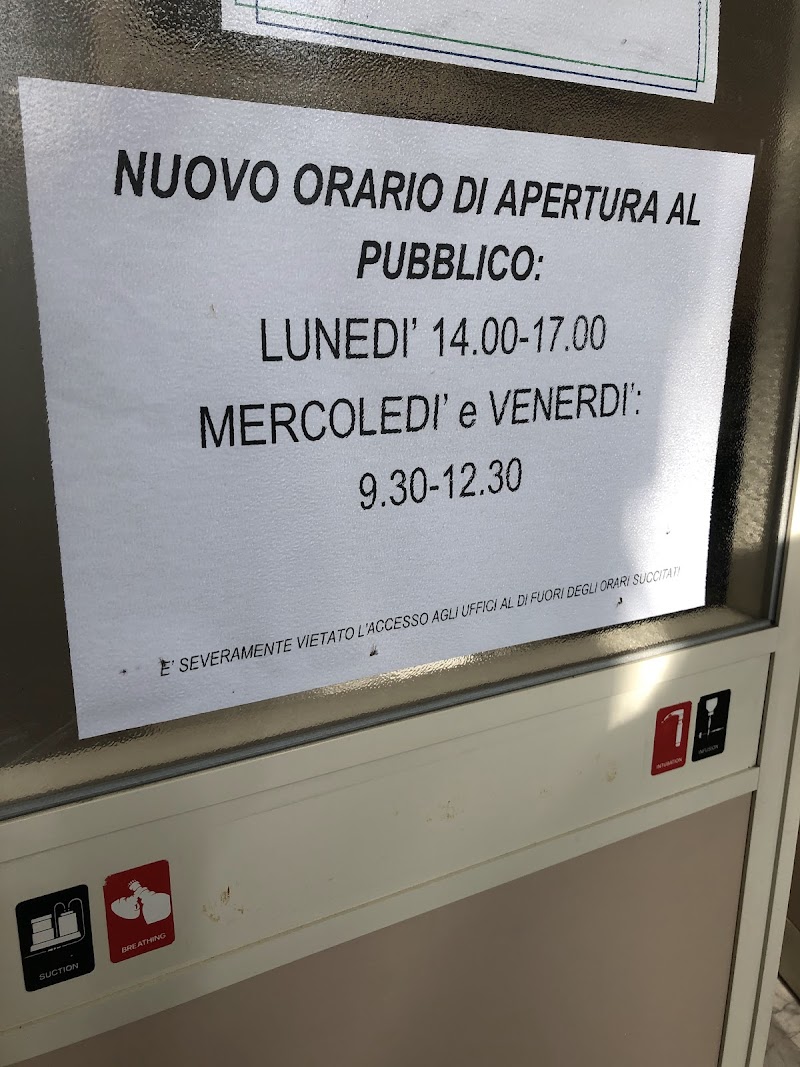 NUOVO ORARIO DI APERTURA AL
PUBBLICO:
LUNEDI' 14.00-17.00
MERCOLEDI' e VENERDI':
9.30-12.30
E' SEVERAMENTE VIETATO L'ACCESSO AGLI UFFICI AL DI FUORI DEGLI ORARI SUCCITATI
INTUBATION
INFUSION
SUCTION
BREATHING